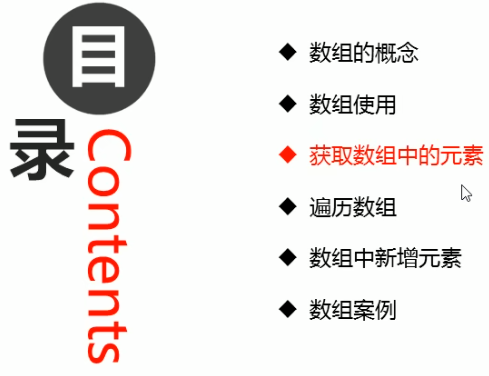 目
录
Contents
◆ 数组的概念
◆ 数组使用
◆ 获取数组中的元素
◆ 遍历数组
◆ 数组中新增元素
◆ 数组案例